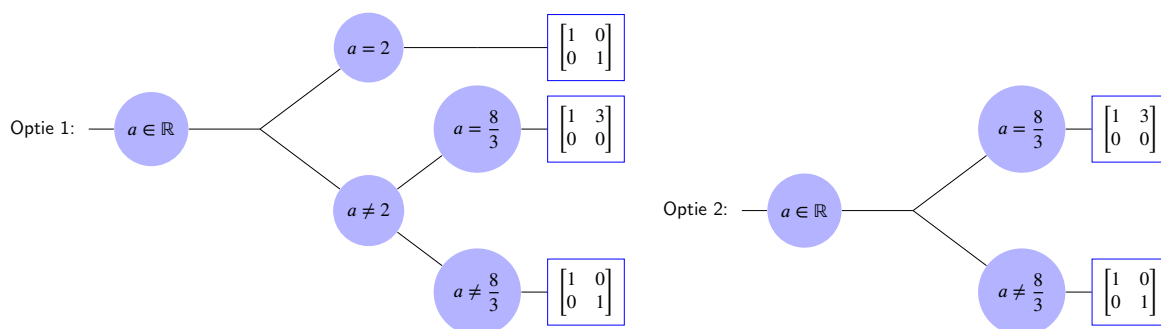 Optie 1:
a ∈ ℝ
a = 2
[1 0
0 1]
a ≠ 2
a = 8/3
[1 3
0 0]
a ≠ 8/3
[1 0
0 1]
Optie 2:
a ∈ ℝ
a = 8/3
[1 3
0 0]
a ≠ 8/3
[1 0
0 1]